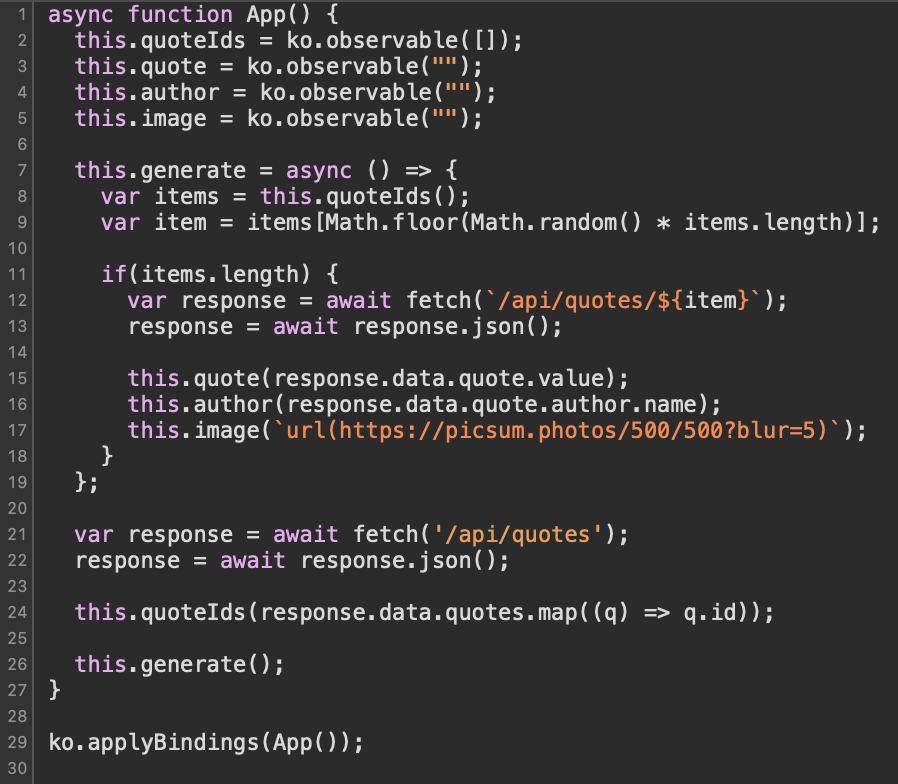 1 async function App() {
2   this.quoteIds = ko.observable([]);
3   this.quote = ko.observable("");
4   this.author = ko.observable("");
5   this.image = ko.observable("");
6
7   this.generate = async () => {
8     var items = this.quoteIds();
9     var item = items[Math.floor(Math.random() * items.length)];
10
11     if(items.length) {
12       var response = await fetch(`/api/quotes/${item}`);
13       response = await response.json();
14
15       this.quote(response.data.quote.value);
16       this.author(response.data.quote.author.name);
17       this.image(`url(https://picsum.photos/500/500?blur=5)`);
18     }
19   };
20
21   var response = await fetch('/api/quotes');
22   response = await response.json();
23
24   this.quoteIds(response.data.quotes.map((q) => q.id));
25
26   this.generate();
27 }
28
29 ko.applyBindings(App());
30